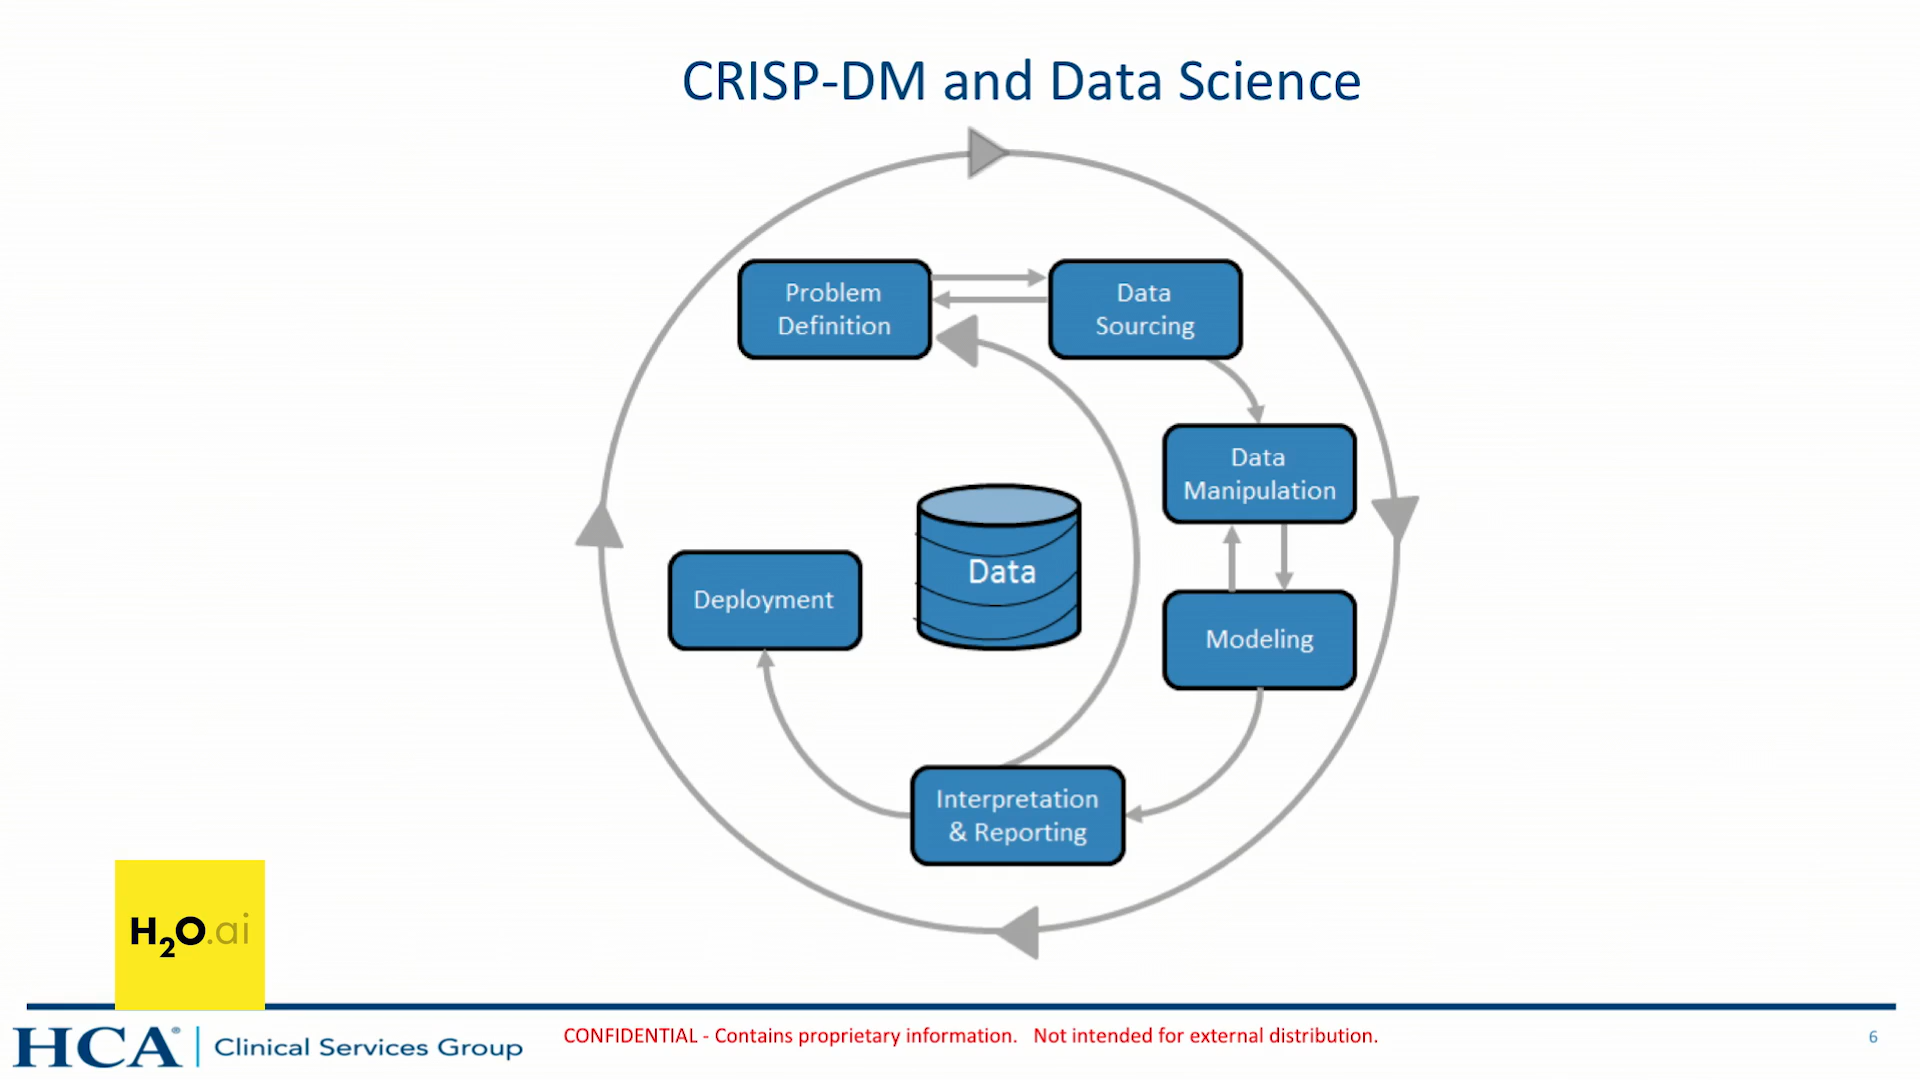 CRISP-DM and Data Science
Problem
Definition
Data
Sourcing
Data
Manipulation
Data
Deployment
Modeling
Interpretation
& Reporting
H2O.ai
HCA® | Clinical Services Group
CONFIDENTIAL - Contains proprietary information. Not intended for external distribution.
6